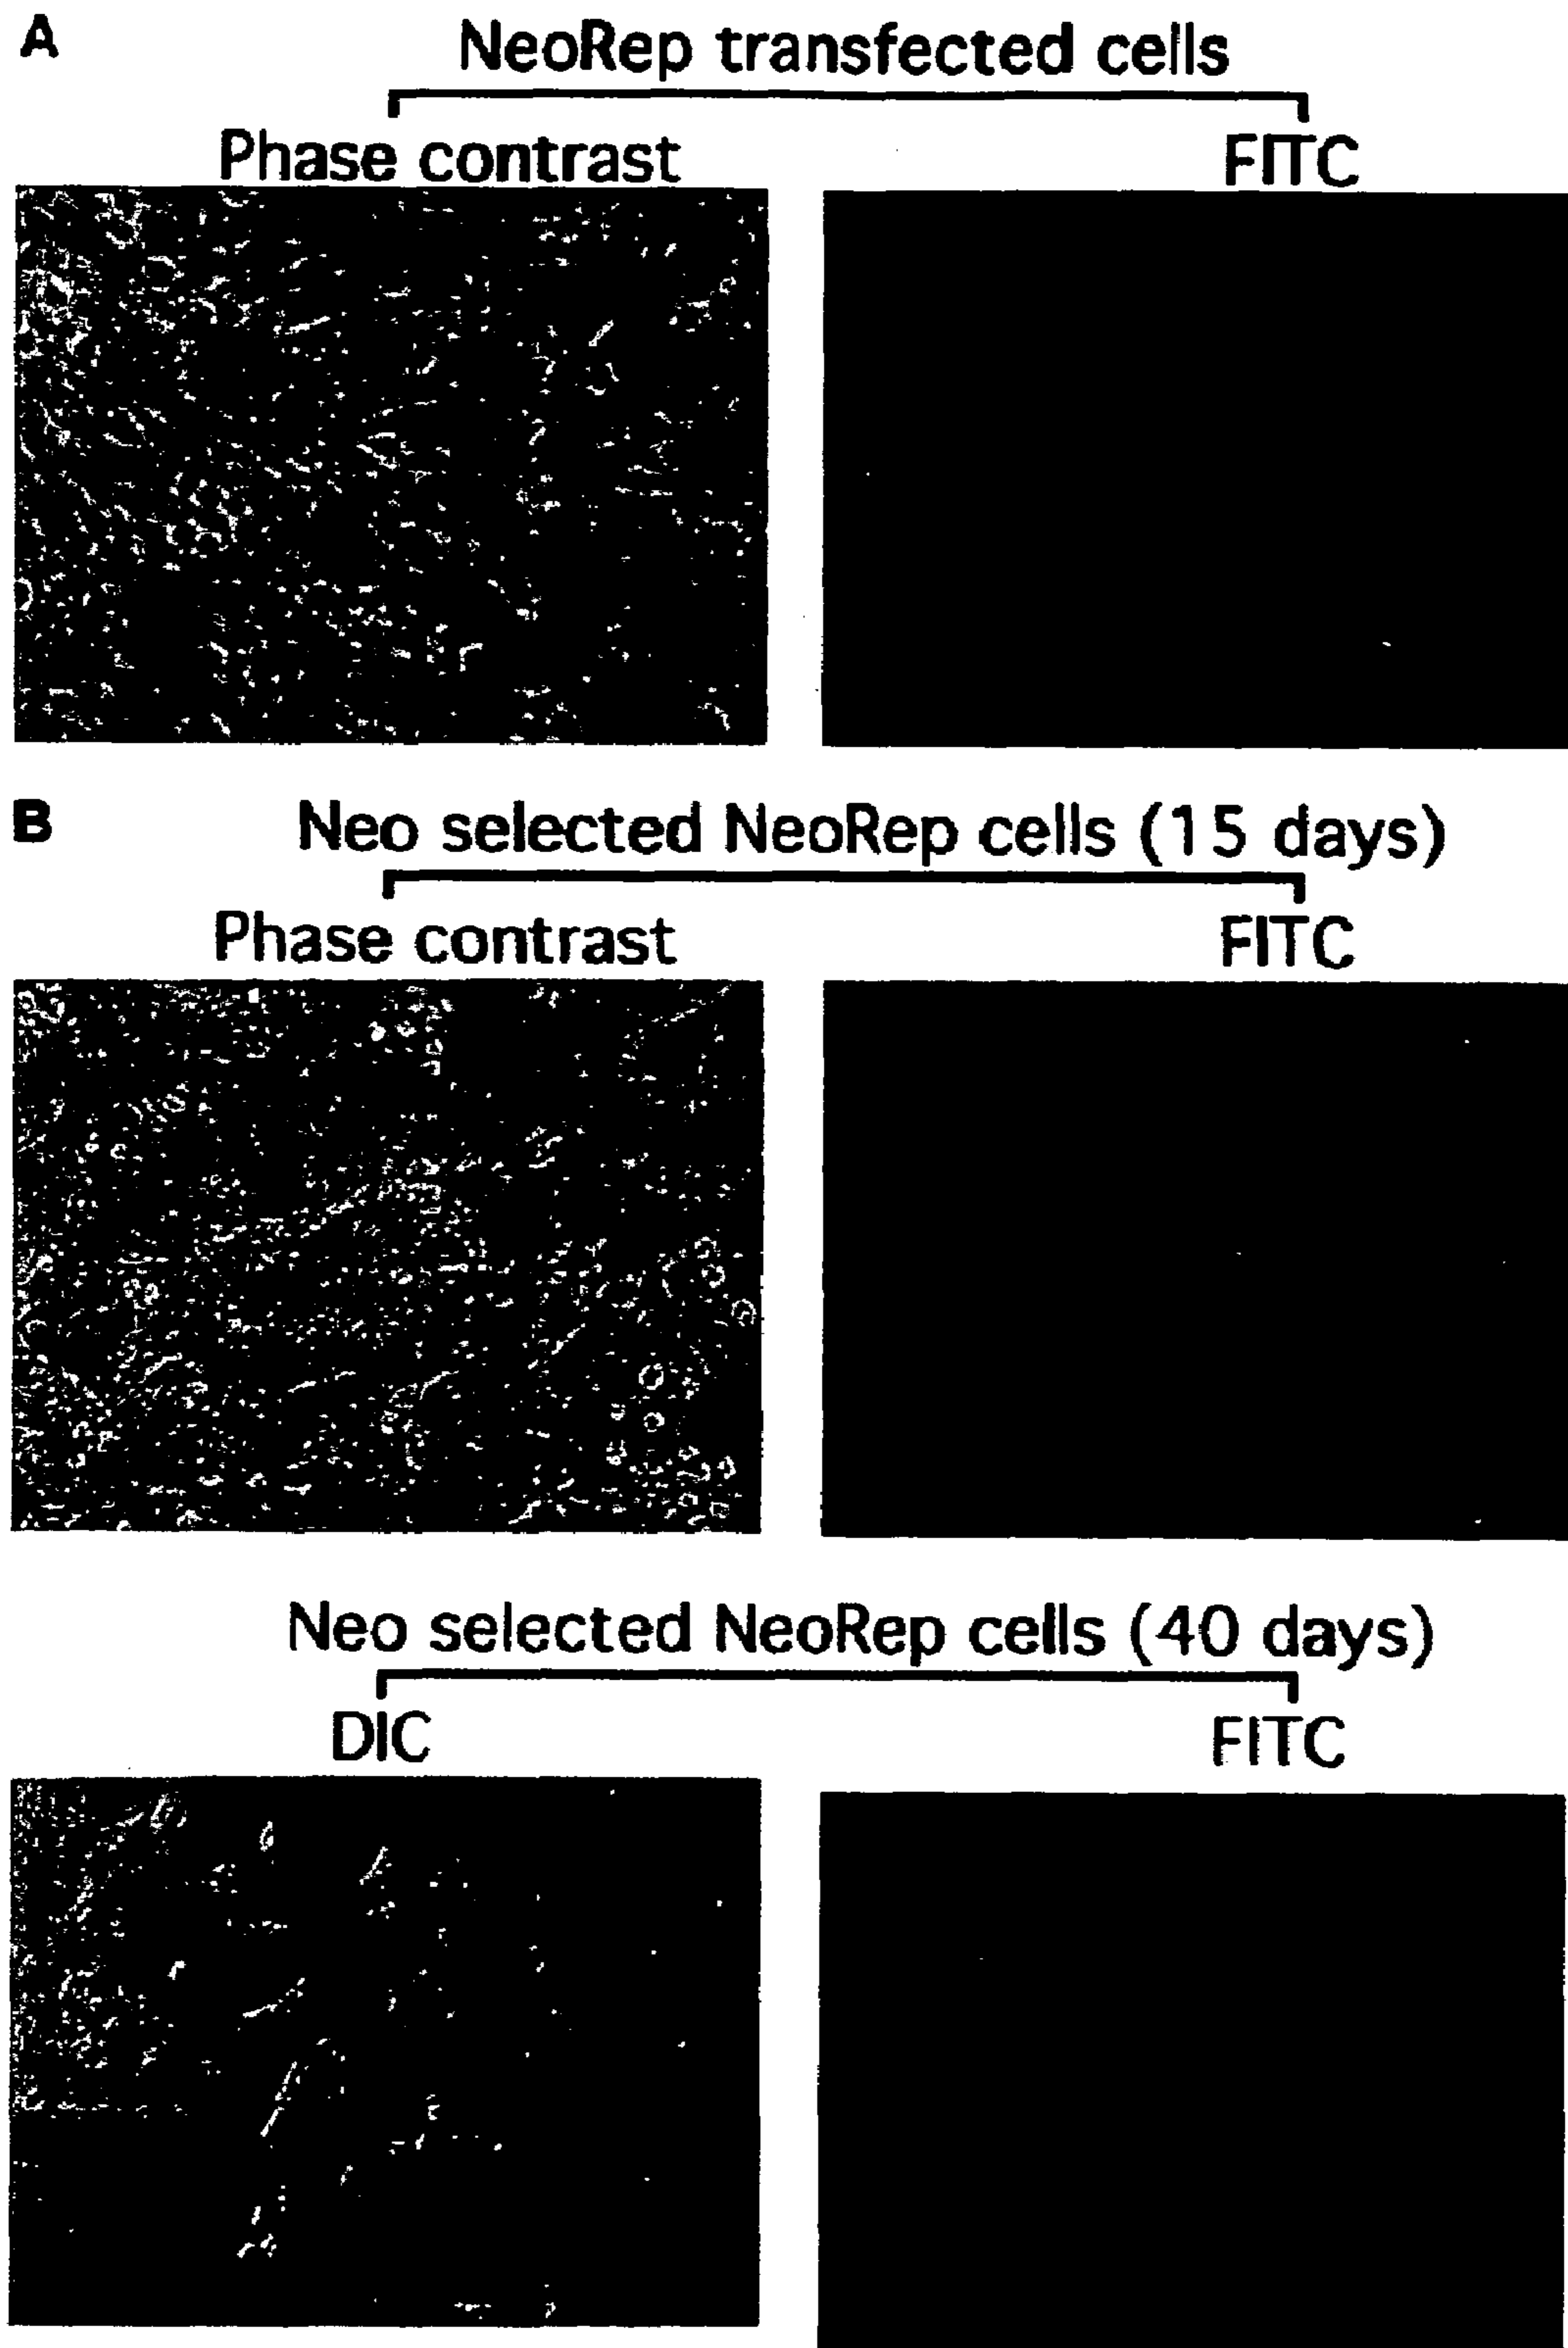 A
NeoRep transfected cells
Phase contrast
FITC
B
Neo selected NeoRep cells (15 days)
Phase contrast
FITC
Neo selected NeoRep cells (40 days)
DIC
FITC